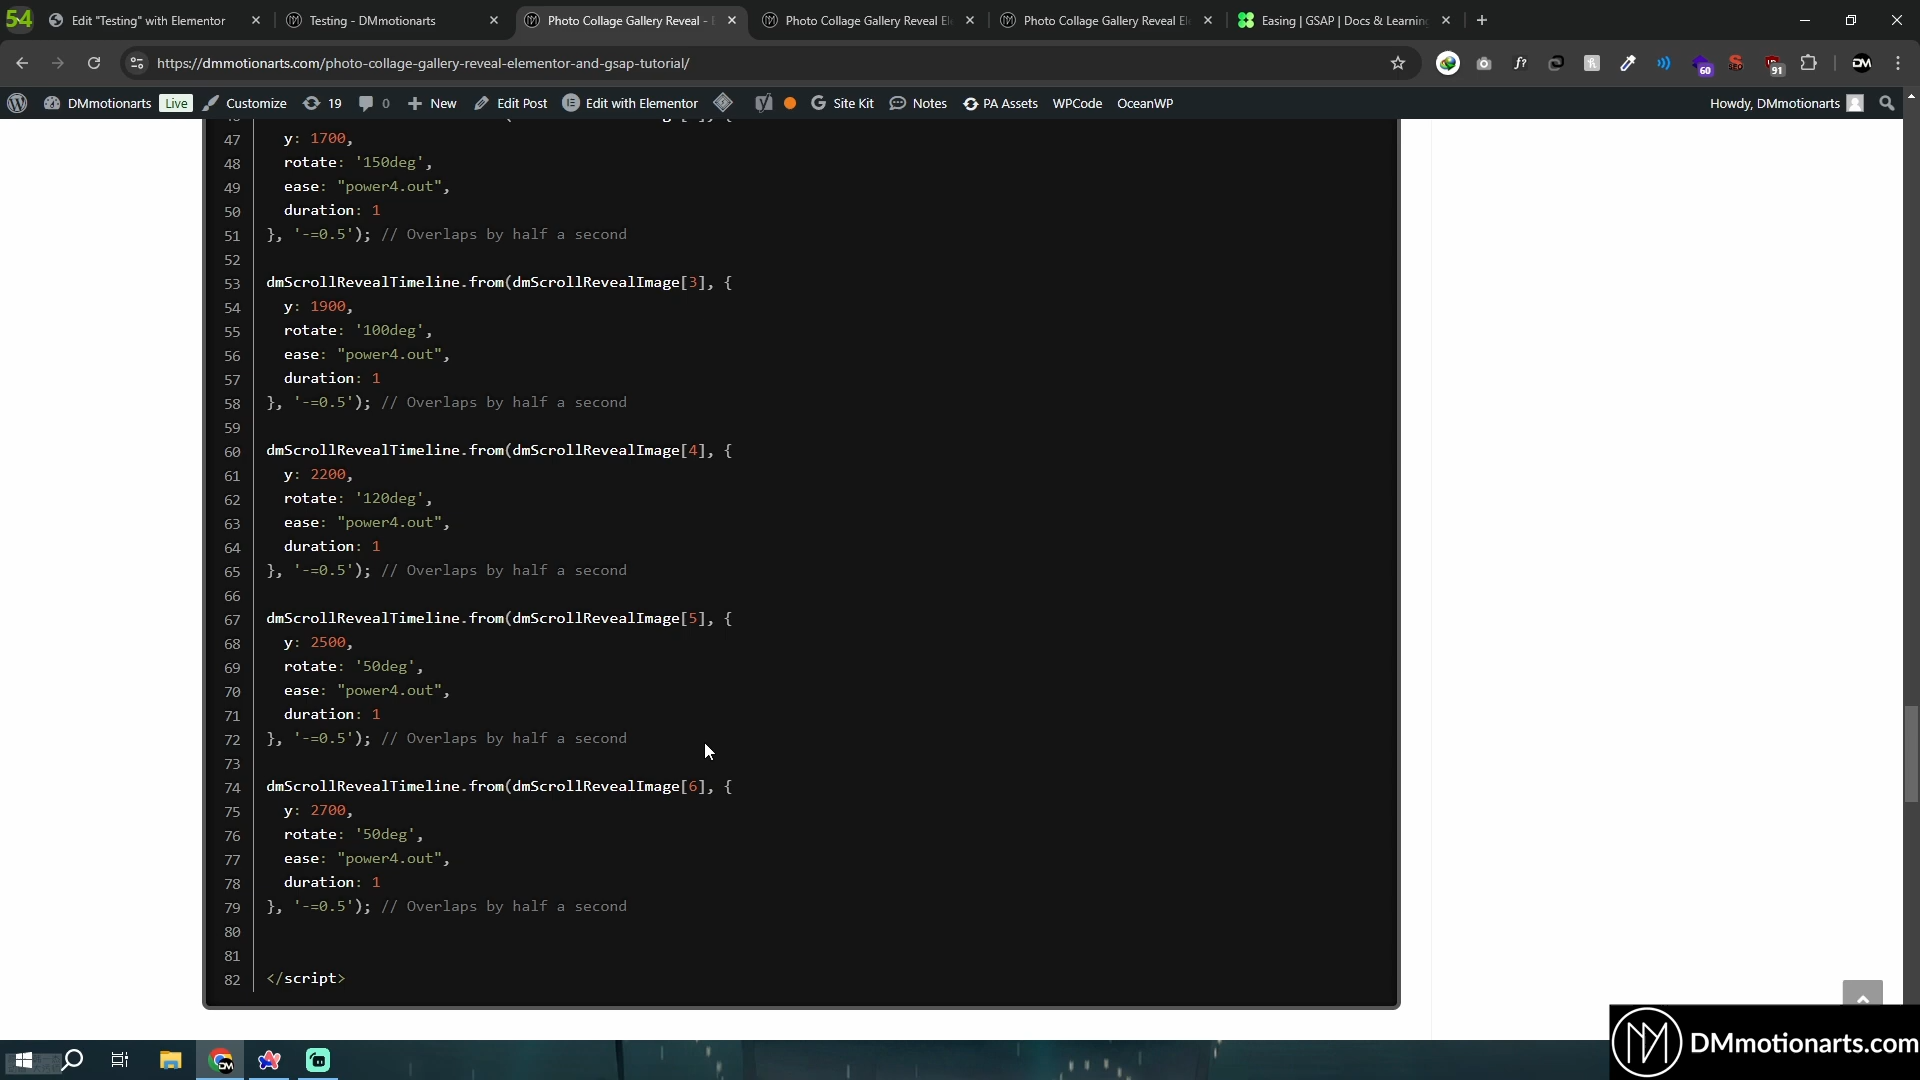 54
Edit "Testing" with Elementor
Testing - DMmotionarts
Photo Collage Gallery Reveal -
Photo Collage Gallery Reveal El
Photo Collage Gallery Reveal El
Easing | GSAP | Docs & Learnin
https://dmmotionarts.com/photo-collage-gallery-reveal-elementor-and-gsap-tutorial/
f?
60
91
DM
DMmotionarts Live Customize 19 0 New Edit Post Edit with Elementor Site Kit Notes PA Assets WPCode OceanWP
Howdy, DMmotionarts
47 y: 1700,
48 rotate: '150deg',
49 ease: "power4.out",
50 duration: 1
51 }, '-=0.5'); // Overlaps by half a second
52
53 dmScrollRevealTimeline.from(dmScrollRevealImage[3], {
54 y: 1900,
55 rotate: '100deg',
56 ease: "power4.out",
57 duration: 1
58 }, '-=0.5'); // Overlaps by half a second
59
60 dmScrollRevealTimeline.from(dmScrollRevealImage[4], {
61 y: 2200,
62 rotate: '120deg',
63 ease: "power4.out",
64 duration: 1
65 }, '-=0.5'); // Overlaps by half a second
66
67 dmScrollRevealTimeline.from(dmScrollRevealImage[5], {
68 y: 2500,
69 rotate: '50deg',
70 ease: "power4.out",
71 duration: 1
72 }, '-=0.5'); // Overlaps by half a second
73
74 dmScrollRevealTimeline.from(dmScrollRevealImage[6], {
75 y: 2700,
76 rotate: '50deg',
77 ease: "power4.out",
78 duration: 1
79 }, '-=0.5'); // Overlaps by half a second
80
81
82 </script>
DMmotionarts.com